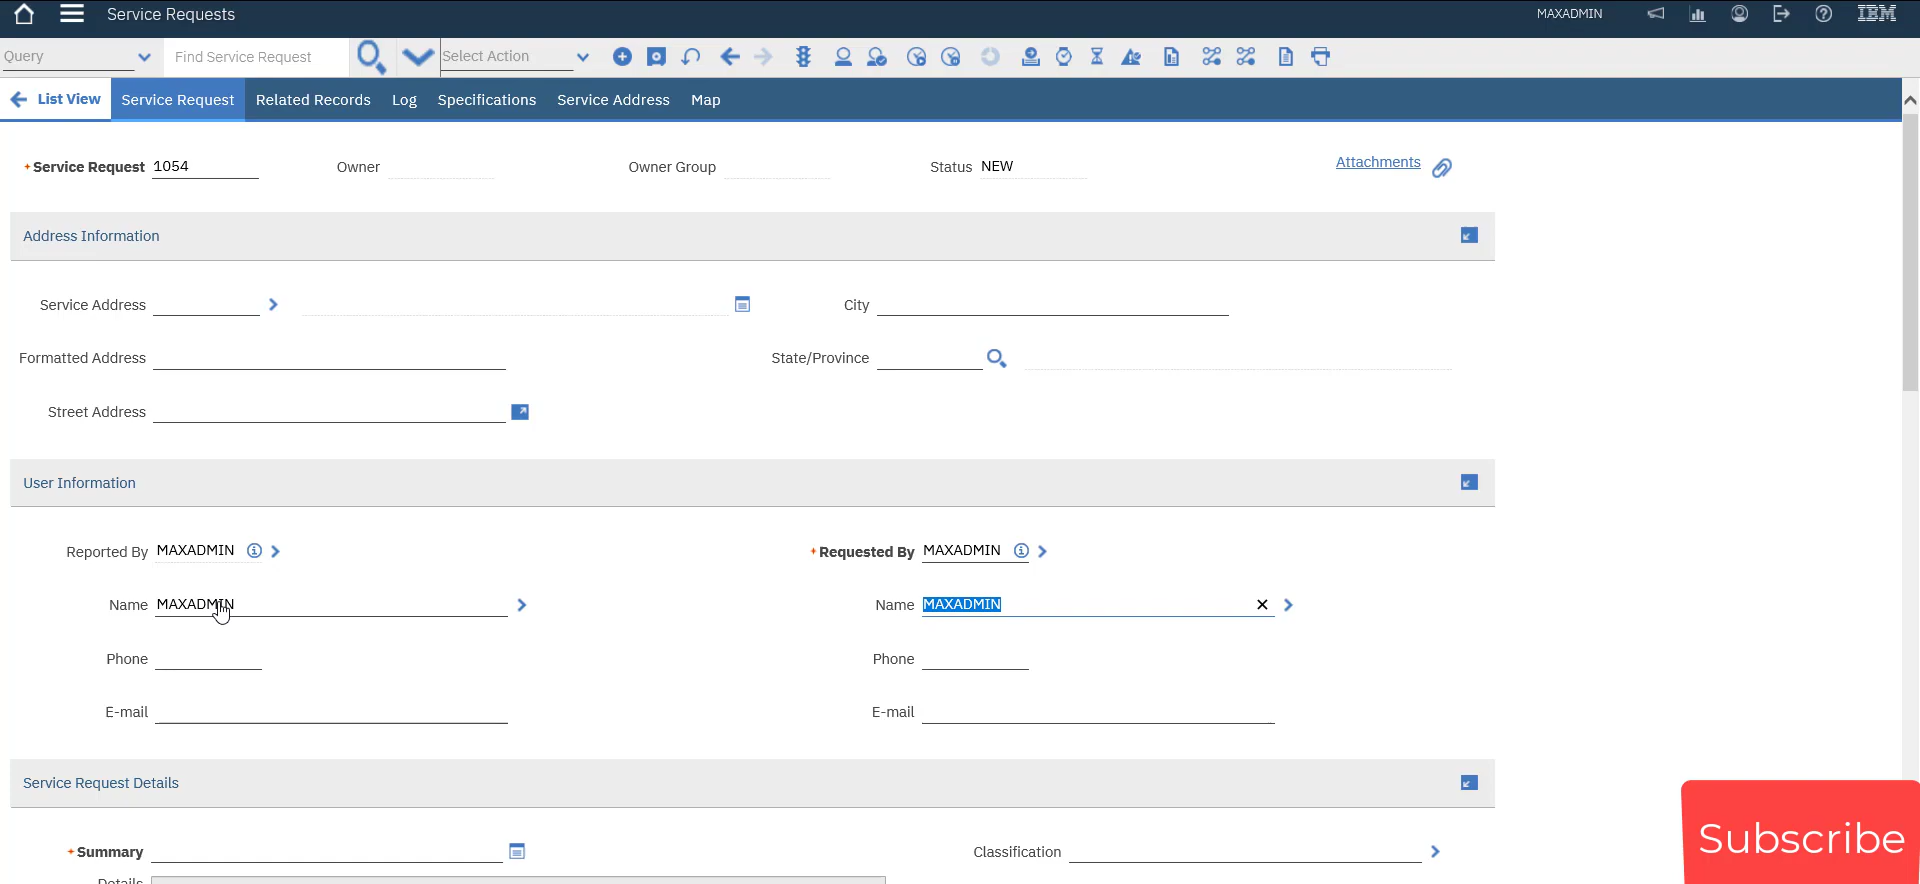 Service Requests MAXADMIN IBM
Query Find Service Request Select Action
List View Service Request Related Records Log Specifications Service Address Map
Service Request 1054 Owner Owner Group Status NEW Attachments
Address Information
Service Address City
Formatted Address State/Province
Street Address
User Information
Reported By MAXADMIN Requested By MAXADMIN
Name MAXADMIN Name MAXADMIN
Phone Phone
E-mail E-mail
Service Request Details
Subscribe
Summary Classification
Details